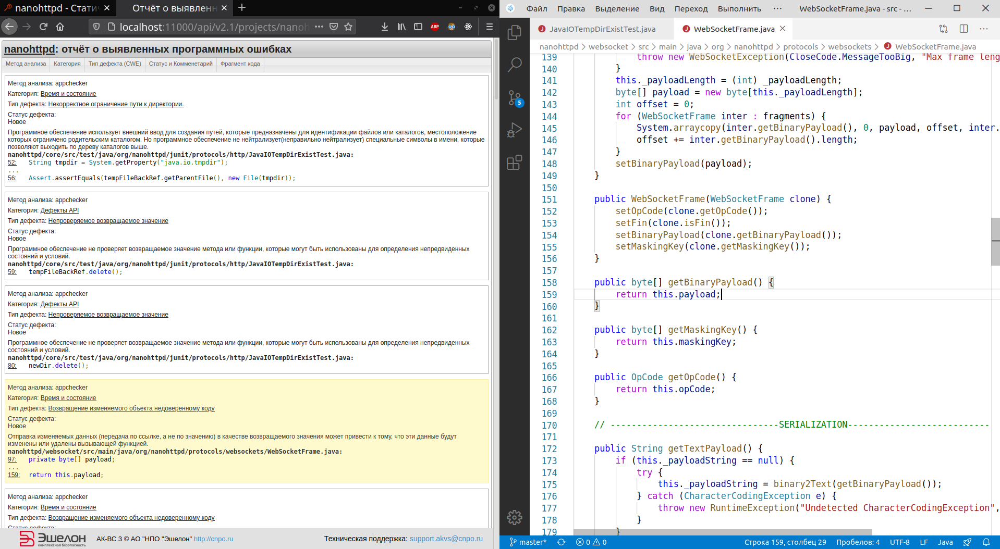 nanohttpd - Стати
Отчёт о выявленн
localhost:11000/api/v2.1/projects/nanoh
ABP
nanohttpd: отчёт о выявленных программных ошибках
Метод анализа
Категория
Тип дефекта (CWE)
Статус и Комменетарий
Фрагмент кода
Метод анализа: appchecker
Категория: Время и состояние
Тип дефекта: Некорректное ограничение пути к директории.
Статус дефекта:
Новое
Программное обеспечение использует внешний ввод для создания путей, которые предназначены для идентификации файлов или каталогов, местоположение
которых ограничено родительским каталогом. Но программное обеспечение не нейтрализует(неправильно нейтрализует) специальные символы в имени, которые
позволяют выходить по дереву каталогов выше.
nanohttpd/core/src/test/java/org/nanohttpd/junit/protocols/http/JavaIOTempDirExistTest.java:
52: String tmpdir = System.getProperty("java.io.tmpdir");
...
56: Assert.assertEquals(tempFileBackRef.getParentFile(), new File(tmpdir));
Метод анализа: appchecker
Категория: Дефекты API
Тип дефекта: Непроверяемое возвращаемое значение
Статус дефекта:
Новое
Программное обеспечение не проверяет возвращаемое значение метода или функции, которые могут быть использованы для определения непредвиденных
состояний и условий.
nanohttpd/core/src/test/java/org/nanohttpd/junit/protocols/http/JavaIOTempDirExistTest.java:
59: tempFileBackRef.delete();
Метод анализа: appchecker
Категория: Дефекты API
Тип дефекта: Непроверяемое возвращаемое значение
Статус дефекта:
Новое
Программное обеспечение не проверяет возвращаемое значение метода или функции, которые могут быть использованы для определения непредвиденных
состояний и условий.
nanohttpd/core/src/test/java/org/nanohttpd/junit/protocols/http/JavaIOTempDirExistTest.java:
80: newDir.delete();
Метод анализа: appchecker
Категория: Время и состояние
Тип дефекта: Возвращение изменяемого объекта недоверенному коду
Статус дефекта:
Новое
Отправка изменяемых данных (передача по ссылке, а не по значению) в качестве возвращаемого значения может привести к тому, что эти данные будут
изменены или удалены вызывающей функцией.
nanohttpd/websocket/src/main/java/org/nanohttpd/protocols/websockets/WebSocketFrame.java:
97: private byte[] payload;
...
159: return this.payload;
Метод анализа: appchecker
Категория: Время и состояние
Тип дефекта: Возвращение изменяемого объекта недоверенному коду
Статус дефекта:
Эшелон
комплексная безопасность
АК-ВС 3 © АО "НПО "Эшелон" http://cnpo.ru
Техническая поддержка: support.akvs@cnpo.ru
Файл Правка Выделение Вид Переход Выполнить ··· WebSocketFrame.java - src - ...
J JavaIOTempDirExistTest.java
J WebSocketFrame.java
nanohttpd > websocket > src > main > java > org > nanohttpd > protocols > websockets > J WebSocketFrame.java
5
139 throw new WebSocketException(CloseCode.MessageTooBig, "Max frame leng
140 }
141 this._payloadLength = (int) _payloadLength;
142 byte[] payload = new byte[this._payloadLength];
143 int offset = 0;
144 for (WebSocketFrame inter : fragments) {
145 System.arraycopy(inter.getBinaryPayload(), 0, payload, offset, inter.
146 offset += inter.getBinaryPayload().length;
147 }
148 setBinaryPayload(payload);
149 }
150
151 public WebSocketFrame(WebSocketFrame clone) {
152 setOpCode(clone.getOpCode());
153 setFin(clone.isFin());
154 setBinaryPayload(clone.getBinaryPayload());
155 setMaskingKey(clone.getMaskingKey());
156 }
157
158 public byte[] getBinaryPayload() {
159 return this.payload;
160 }
161
162 public byte[] getMaskingKey() {
163 return this.maskingKey;
164 }
165
166 public OpCode getOpCode() {
167 return this.opCode;
168 }
169
170 // --------------------------------SERIALIZATION---------------------------
171
172 public String getTextPayload() {
173 if (this._payloadString == null) {
174 try {
175 this._payloadString = binary2Text(getBinaryPayload());
176 } catch (CharacterCodingException e) {
177 throw new RuntimeException("Undetected CharacterCodingException",
178 }
179 }
master* 0 0 Строка 159, столбец 29 Пробелов: 4 UTF-8 LF Java